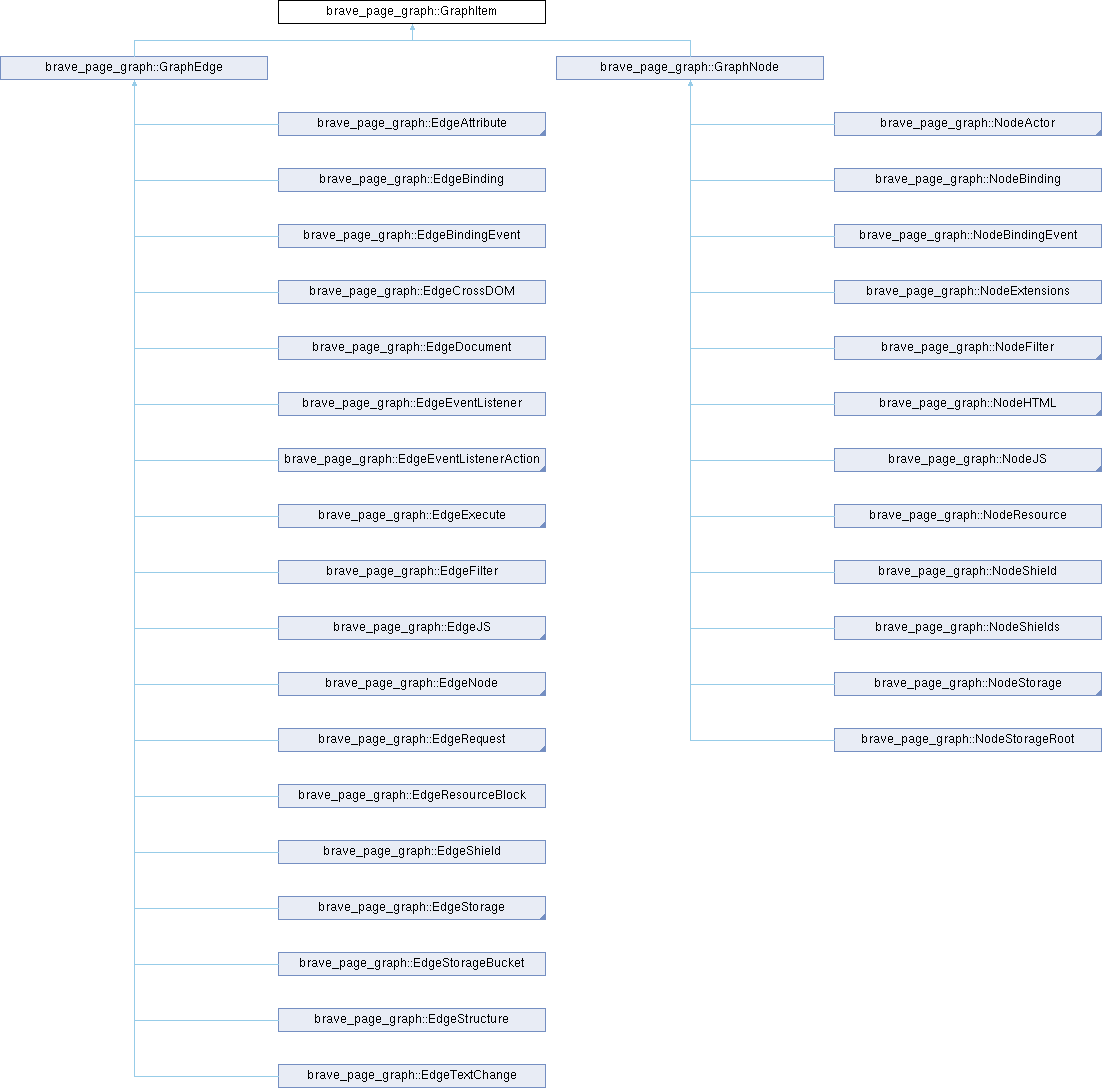 brave_page_graph::GraphItem
brave_page_graph::GraphEdge
brave_page_graph::GraphNode
brave_page_graph::EdgeAttribute
brave_page_graph::NodeActor
brave_page_graph::EdgeBinding
brave_page_graph::NodeBinding
brave_page_graph::EdgeBindingEvent
brave_page_graph::NodeBindingEvent
brave_page_graph::EdgeCrossDOM
brave_page_graph::NodeExtensions
brave_page_graph::EdgeDocument
brave_page_graph::NodeFilter
brave_page_graph::EdgeEventListener
brave_page_graph::NodeHTML
brave_page_graph::EdgeEventListenerAction
brave_page_graph::NodeJS
brave_page_graph::EdgeExecute
brave_page_graph::NodeResource
brave_page_graph::EdgeFilter
brave_page_graph::NodeShield
brave_page_graph::EdgeJS
brave_page_graph::NodeShields
brave_page_graph::EdgeNode
brave_page_graph::NodeStorage
brave_page_graph::EdgeRequest
brave_page_graph::NodeStorageRoot
brave_page_graph::EdgeResourceBlock
brave_page_graph::EdgeShield
brave_page_graph::EdgeStorage
brave_page_graph::EdgeStorageBucket
brave_page_graph::EdgeStructure
brave_page_graph::EdgeTextChange